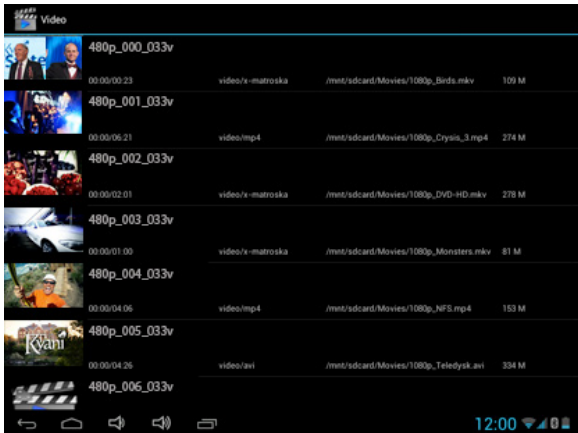 Video
480p_000_033v
00:00/00:23 video/x-matroska /mnt/sdcard/Movies/1080p_Birds.mkv 109 M
480p_001_033v
00:00/06:21 video/mp4 /mnt/sdcard/Movies/1080p_Crysis_3.mp4 274 M
480p_002_033v
00:00/02:01 video/x-matroska /mnt/sdcard/Movies/1080p_DVD-HD.mkv 278 M
480p_003_033v
00:00/01:00 video/x-matroska /mnt/sdcard/Movies/1080p_Monsters.mkv 81 M
480p_004_033v
00:00/04:06 video/mp4 /mnt/sdcard/Movies/1080p_NFS.mp4 153 M
480p_005_033v
Kyäni
00:00/04:26 video/avi /mnt/sdcard/Movies/1080p_Teledysk.avi 334 M
480p_006_033v
12:00